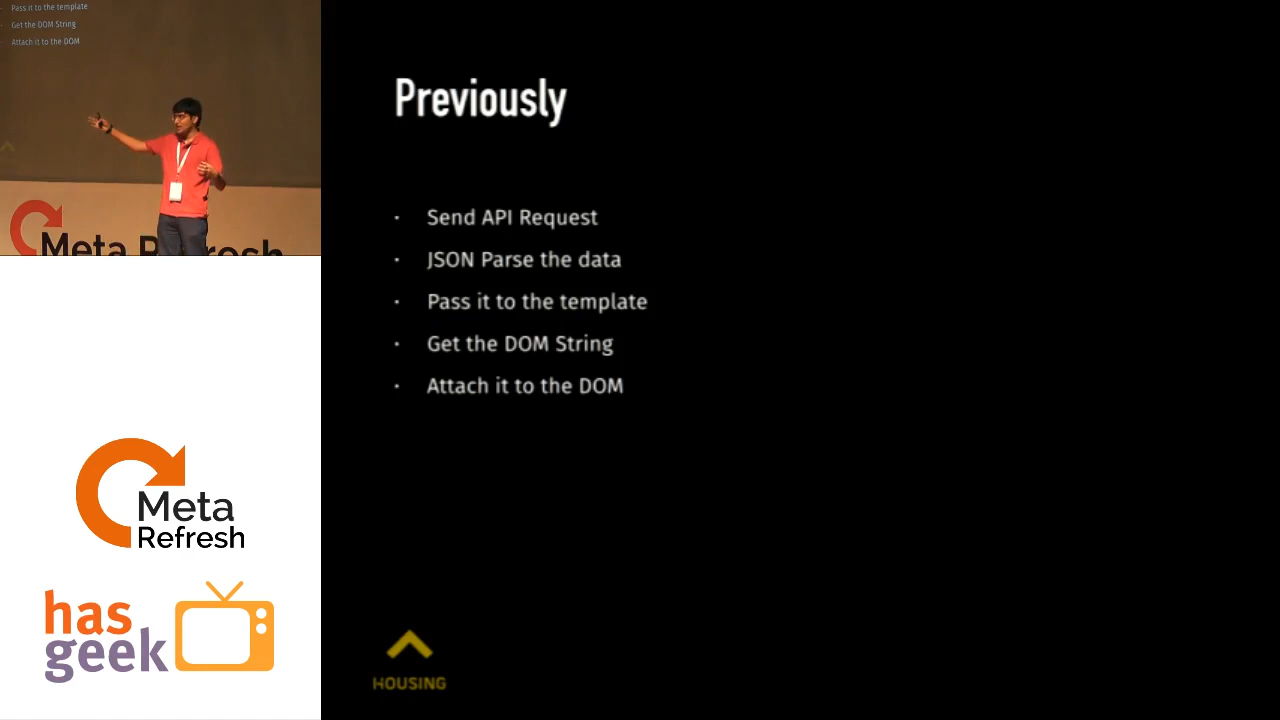 Pass it to the template
Get the DOM String
Attach it to the DOM
Meta Refresh
Previously
· Send API Request
· JSON Parse the data
· Pass it to the template
· Get the DOM String
· Attach it to the DOM
Meta
Refresh
has
geek
HOUSING